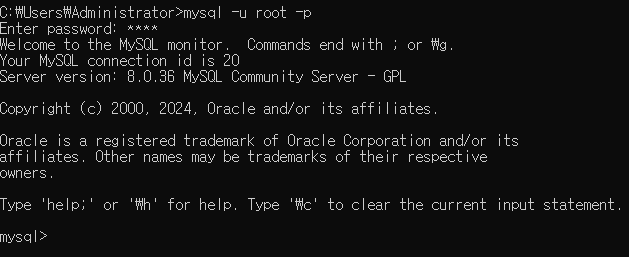 C:₩Users₩Administrator>mysql -u root -p
Enter password: ****
Welcome to the MySQL monitor.  Commands end with ; or ₩g.
Your MySQL connection id is 20
Server version: 8.0.36 MySQL Community Server - GPL
Copyright (c) 2000, 2024, Oracle and/or its affiliates.
Oracle is a registered trademark of Oracle Corporation and/or its
affiliates. Other names may be trademarks of their respective
owners.
Type 'help;' or '₩h' for help. Type '₩c' to clear the current input statement.
mysql>